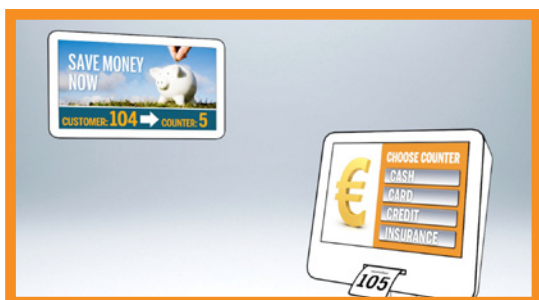 SAVE MONEY
NOW
CUSTOMER: 104 COUNTER: 5
CHOOSE COUNTER
CASH
CARD
CREDIT
INSURANCE
€
105